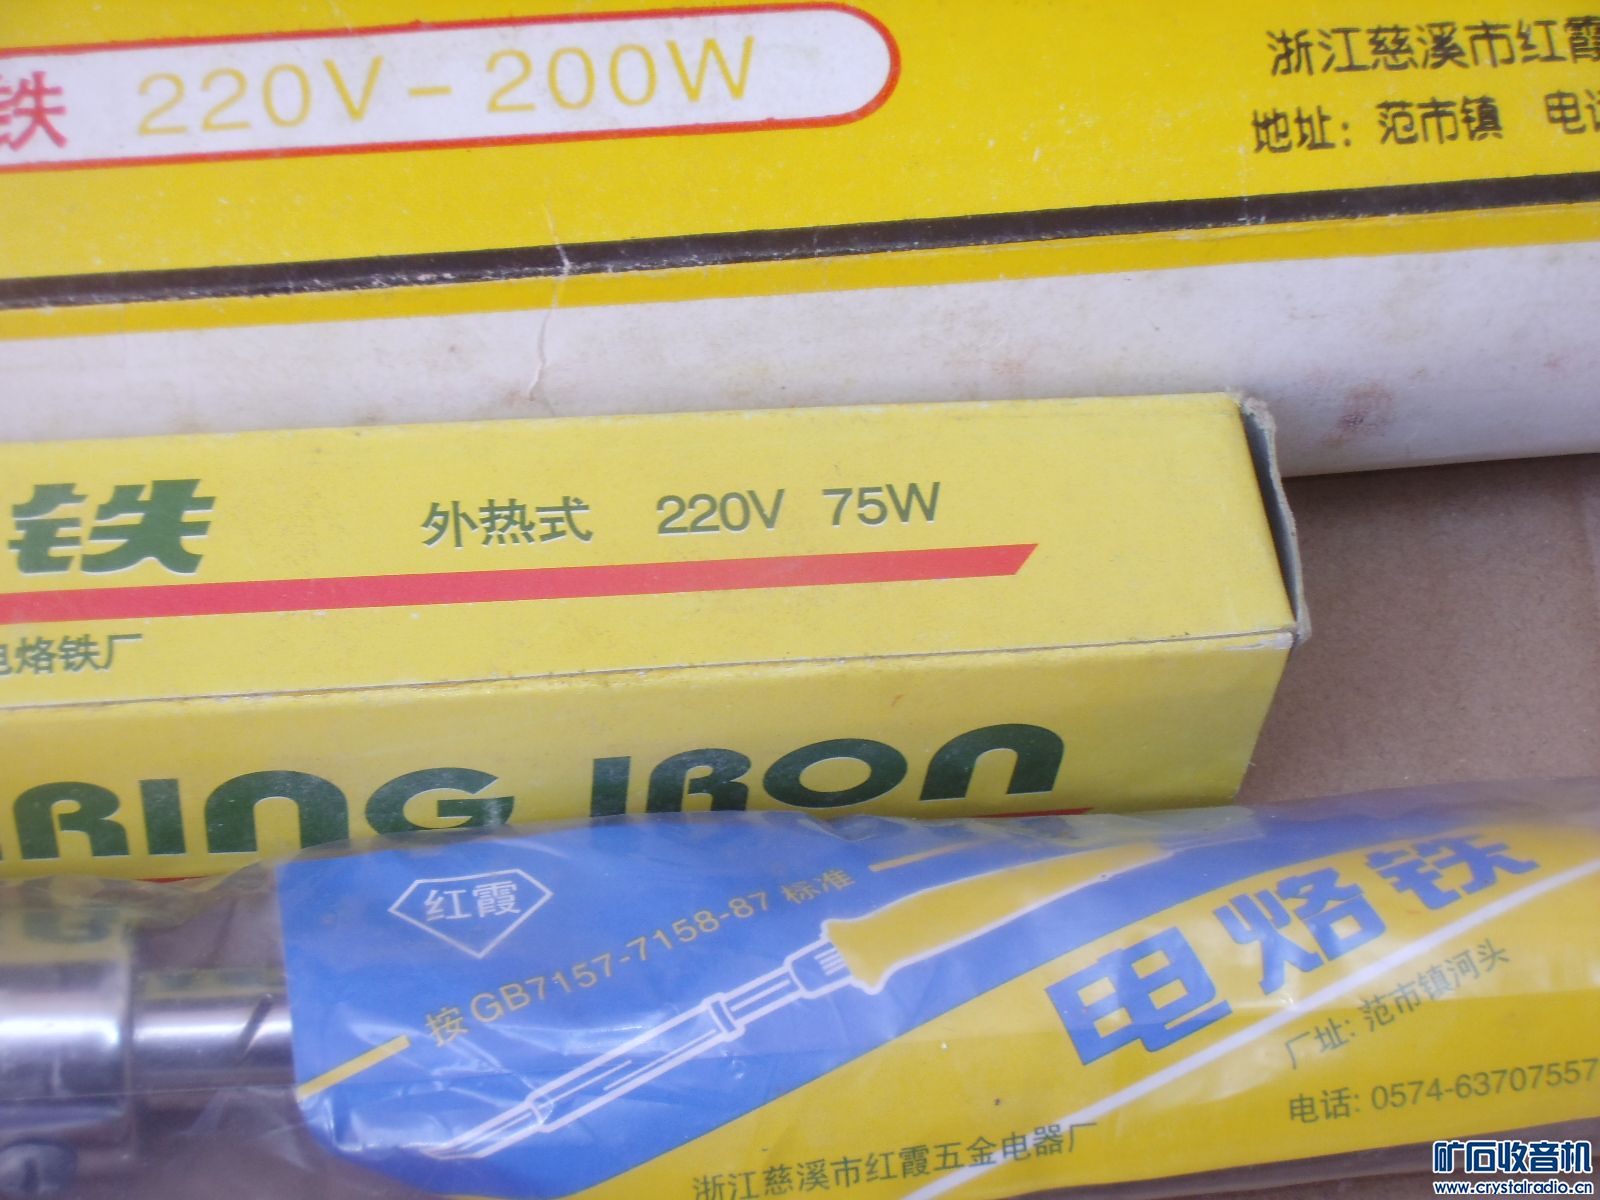 铁 220V-200W
浙江慈溪市红霞
地址：范市镇 电话
铁 外热式 220V 75W
电烙铁厂
RING IRON
红霞
按GB7157-7158-87标准
电烙铁
厂址：范市镇河头
电话：0574-63707557
浙江慈溪市红霞五金电器厂
矿石收音机
www.crystalradio.cn